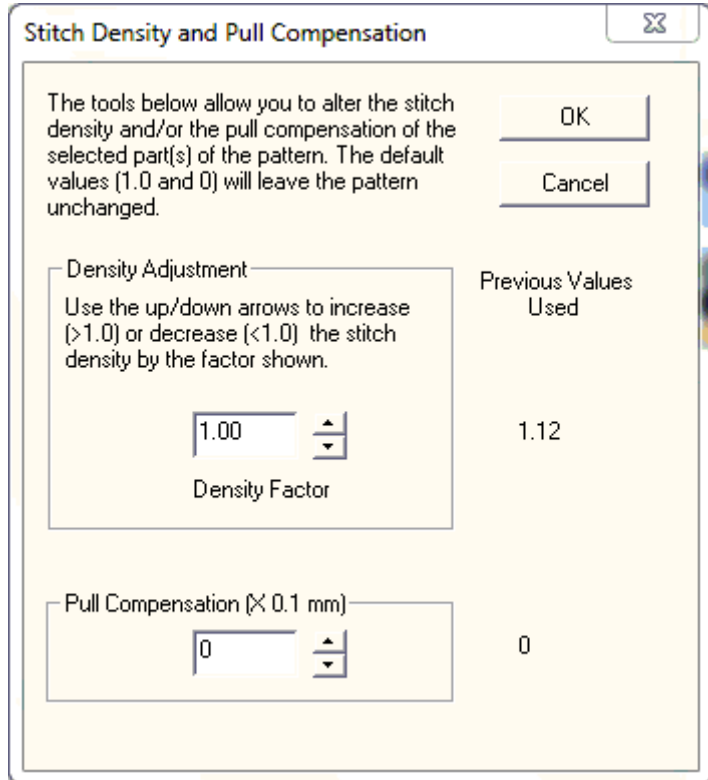 Stitch Density and Pull Compensation
The tools below allow you to alter the stitch
density and/or the pull compensation of the
selected part(s) of the pattern. The default
values (1.0 and 0) will leave the pattern
unchanged.
OK
Cancel
Density Adjustment
Use the up/down arrows to increase
(>1.0) or decrease (<1.0)  the stitch
density by the factor shown.
Previous Values
Used
1.00
1.12
Density Factor
Pull Compensation (X 0.1 mm)
0
0